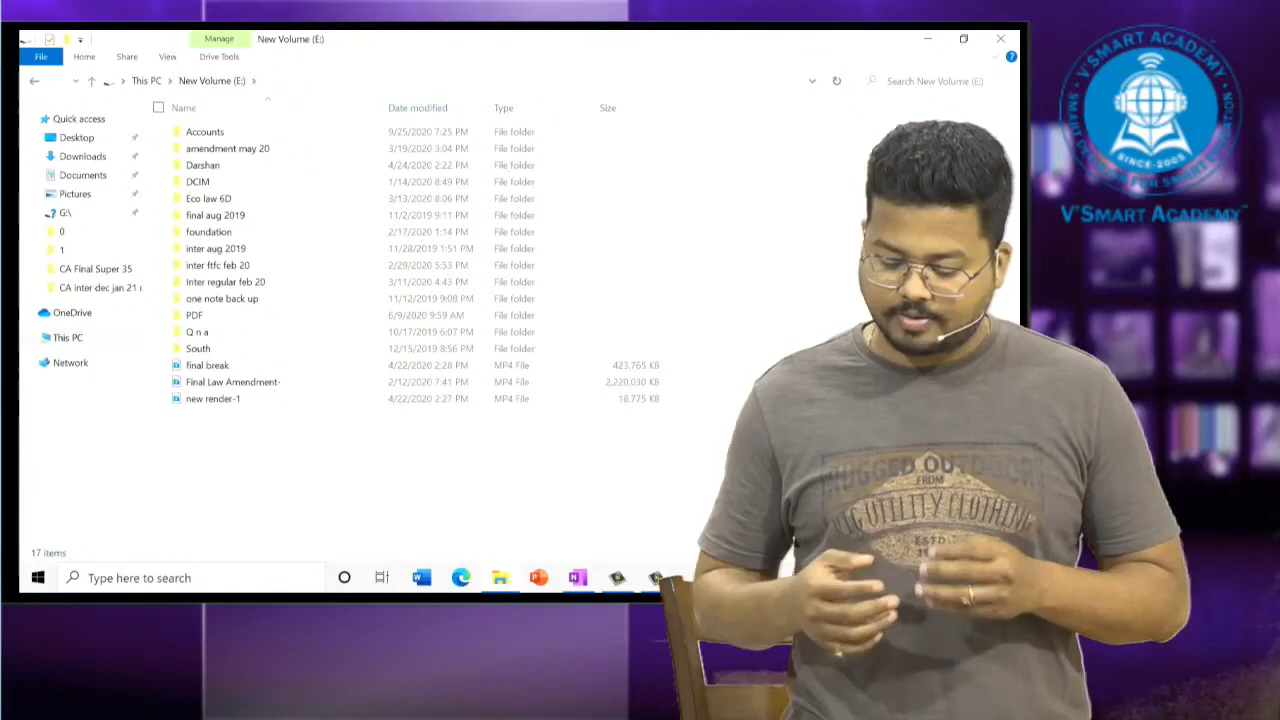 Manage
New Volume (E:)
File
Home
Share
View
Drive Tools
This PC
New Volume (E:)
Search New Volume (E:)
Name
Date modified
Type
Size
Quick access
Desktop
Downloads
Documents
Pictures
G:\
0
1
CA Final Super 35
CA inter dec jan 21
OneDrive
This PC
Network
Accounts 9/25/2020 7:25 PM File folder
amendment may 20 3/19/2020 3:04 PM File folder
Darshan 4/24/2020 2:22 PM File folder
DCIM 1/14/2020 8:49 PM File folder
Eco law 6D 3/13/2020 8:06 PM File folder
final aug 2019 11/2/2019 9:11 PM File folder
foundation 2/17/2020 1:14 PM File folder
inter aug 2019 11/28/2019 1:51 PM File folder
inter ftfc feb 20 2/29/2020 5:53 PM File folder
Inter regular feb 20 3/11/2020 4:43 PM File folder
one note back up 11/12/2019 9:08 PM File folder
PDF 6/9/2020 9:59 AM File folder
Q n a 10/17/2019 6:07 PM File folder
South 12/15/2019 8:56 PM File folder
final break 4/22/2020 2:28 PM MP4 File 423,765 KB
Final Law Amendment- 2/12/2020 7:41 PM MP4 File 2,220,030 KB
new render-1 4/22/2020 2:27 PM MP4 File 18,775 KB
17 items
Type here to search
V'SMART ACADEMY
SINCE-2005
V'SMART ACADEMY
RUGGED OUTDOORS
FROM
BIG UTILITY CLOTHING
ESTD